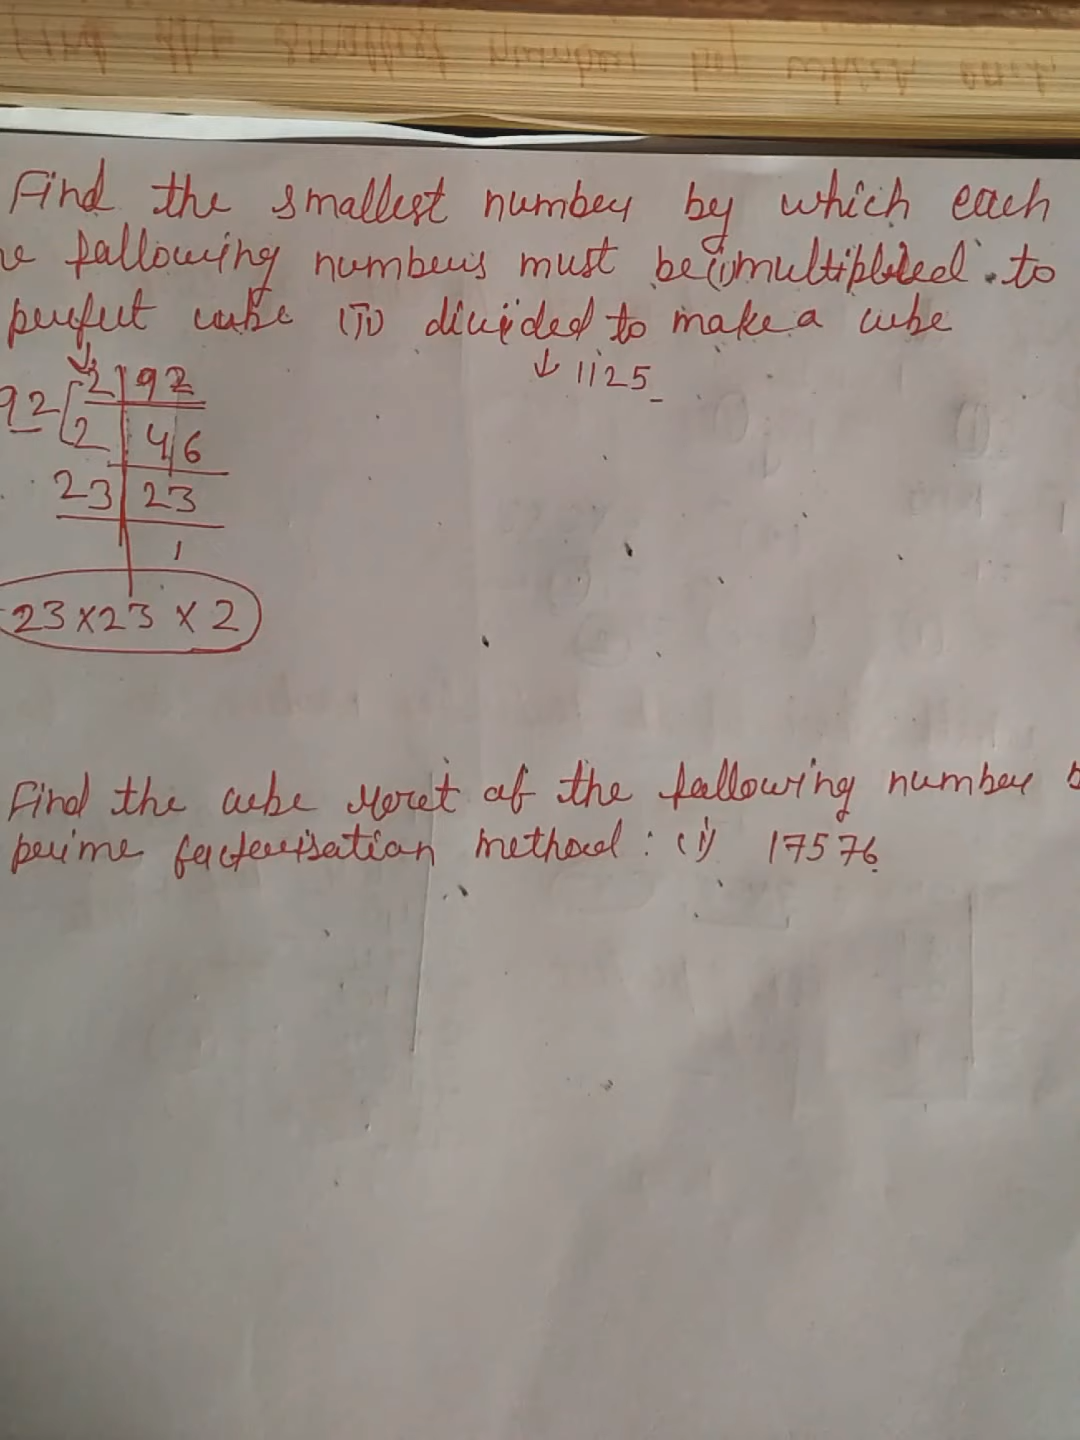 Find the smallest number by which each
e following numbers must be (i) multiplied to
perfect cube (ii) divided to make a cube
↓ 1125
92
2 | 92
2 | 46
23 | 23
1
23 × 23 × 2
Find the cube root of the following number b
prime factorisation method: (i) 17576.